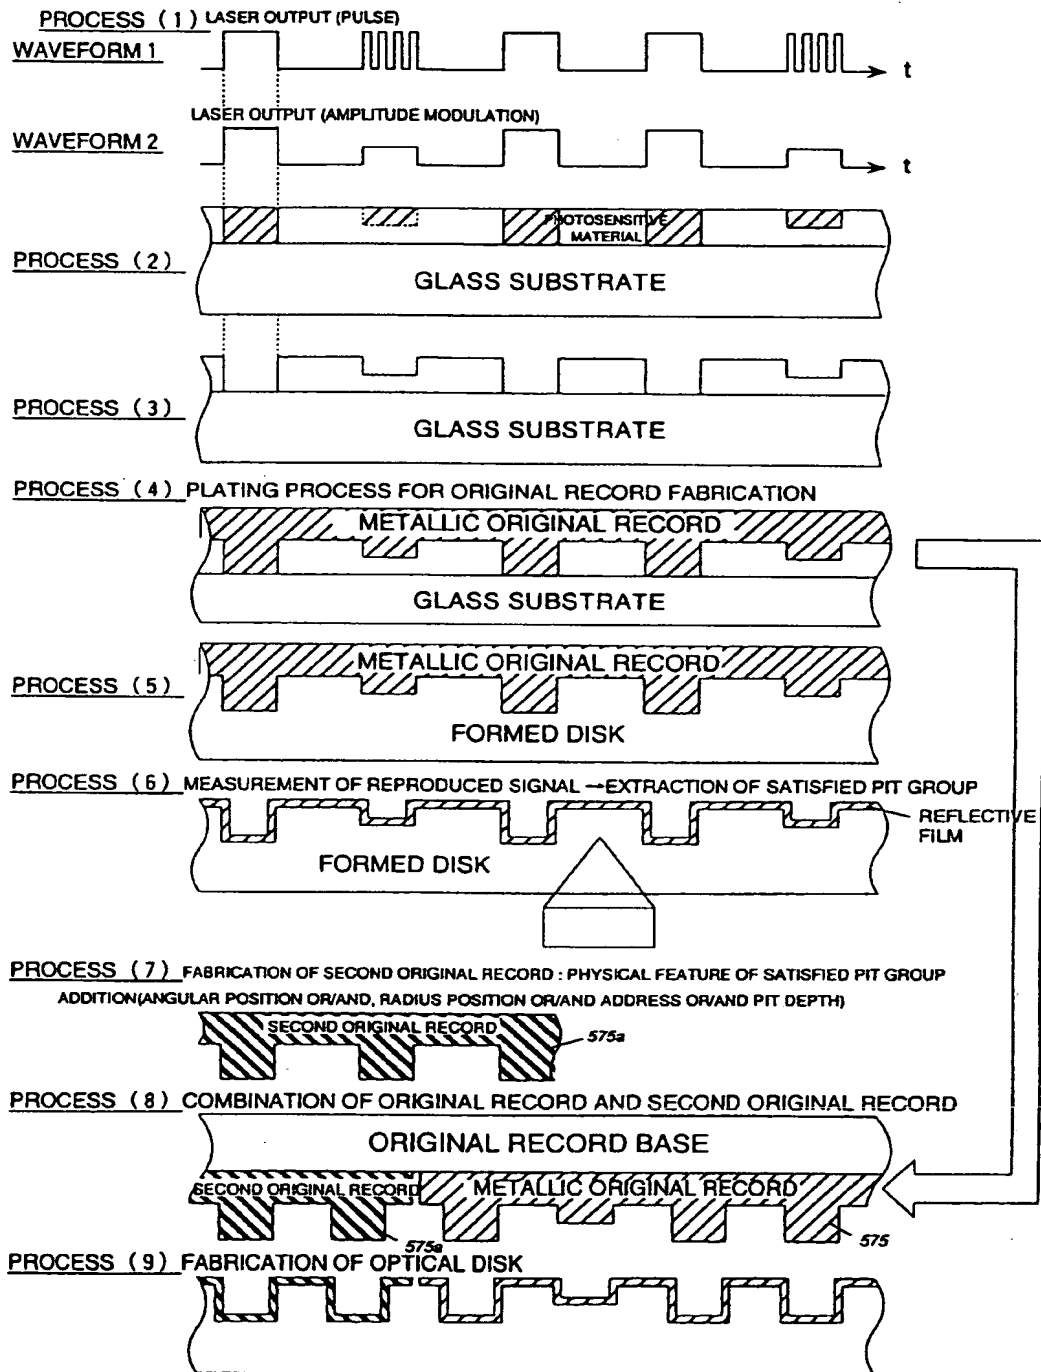 PROCESS (1) LASER OUTPUT (PULSE)
WAVEFORM 1
t
LASER OUTPUT (AMPLITUDE MODULATION)
WAVEFORM 2
t
PHOTOSENSITIVE
MATERIAL
PROCESS (2)
GLASS SUBSTRATE
PROCESS (3)
GLASS SUBSTRATE
PROCESS (4) PLATING PROCESS FOR ORIGINAL RECORD FABRICATION
METALLIC ORIGINAL RECORD
GLASS SUBSTRATE
METALLIC ORIGINAL RECORD
PROCESS (5)
FORMED DISK
PROCESS (6) MEASUREMENT OF REPRODUCED SIGNAL → EXTRACTION OF SATISFIED PIT GROUP
REFLECTIVE
FILM
FORMED DISK
PROCESS (7) FABRICATION OF SECOND ORIGINAL RECORD : PHYSICAL FEATURE OF SATISFIED PIT GROUP
ADDITION(ANGULAR POSITION OR/AND, RADIUS POSITION OR/AND ADDRESS OR/AND PIT DEPTH)
SECOND ORIGINAL RECORD
575a
PROCESS (8) COMBINATION OF ORIGINAL RECORD AND SECOND ORIGINAL RECORD
ORIGINAL RECORD BASE
SECOND ORIGINAL RECORD
METALLIC ORIGINAL RECORD
575a
575
PROCESS (9) FABRICATION OF OPTICAL DISK